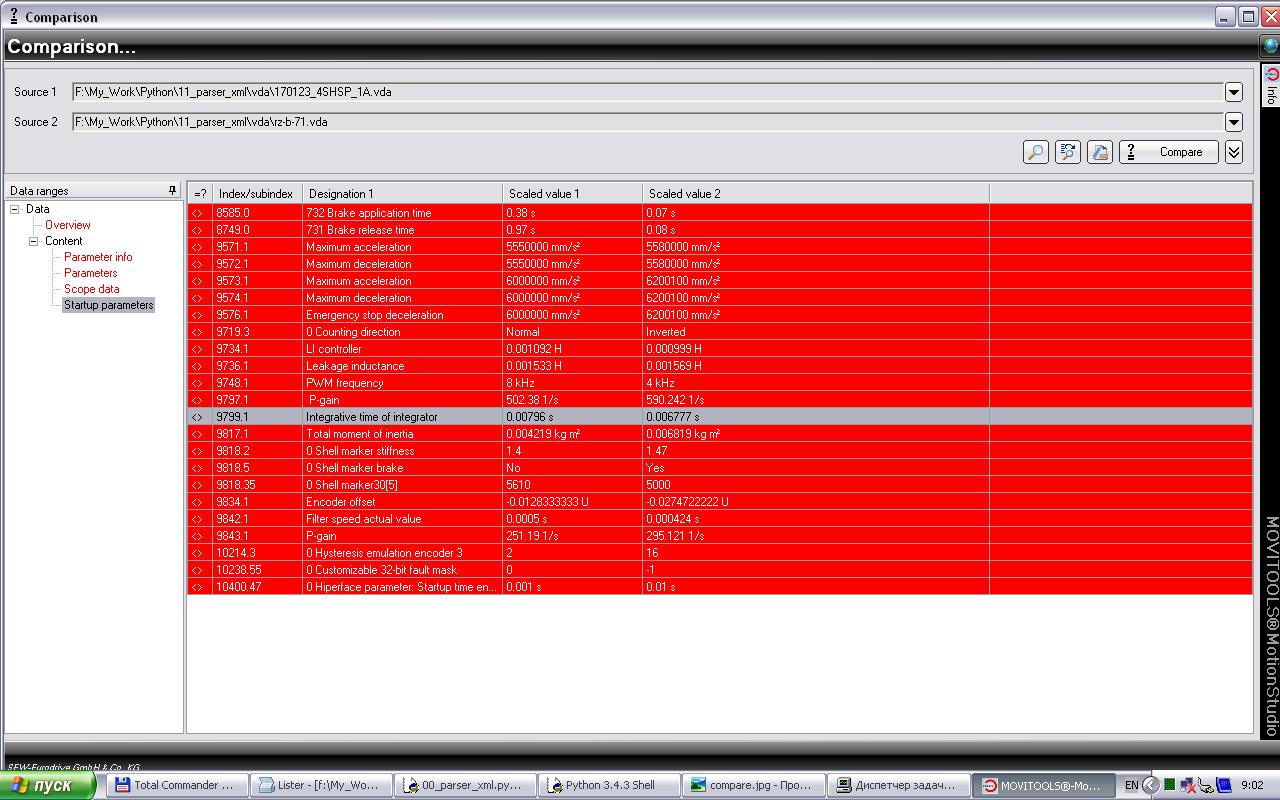 Comparison
Comparison...
Source 1 F:\My_Work\Python\11_parser_xml\vda\170123_4SHSP_1A.vda
Source 2 F:\My_Work\Python\11_parser_xml\vda\rz-b-71.vda
Compare
Info
Data ranges
Data
Overview
Content
Parameter info
Parameters
Scope data
Startup parameters
=? Index/subindex Designation 1 Scaled value 1 Scaled value 2
<> 8585.0 732 Brake application time 0.38 s 0.07 s
<> 8749.0 731 Brake release time 0.97 s 0.08 s
<> 9571.1 Maximum acceleration 5550000 mm/s² 5580000 mm/s²
<> 9572.1 Maximum deceleration 5550000 mm/s² 5580000 mm/s²
<> 9573.1 Maximum acceleration 6000000 mm/s² 6200100 mm/s²
<> 9574.1 Maximum deceleration 6000000 mm/s² 6200100 mm/s²
<> 9576.1 Emergency stop deceleration 6000000 mm/s² 6200100 mm/s²
<> 9719.3 0 Counting direction Normal Inverted
<> 9734.1 LI controller 0.001092 H 0.000999 H
<> 9736.1 Leakage inductance 0.001533 H 0.001569 H
<> 9748.1 PWM frequency 8 kHz 4 kHz
<> 9797.1 P-gain 502.38 1/s 590.242 1/s
<> 9799.1 Integrative time of integrator 0.00796 s 0.006777 s
<> 9817.1 Total moment of inertia 0.004219 kg m² 0.006819 kg m²
<> 9818.2 0 Shell marker stiffness 1.4 1.47
<> 9818.5 0 Shell marker brake No Yes
<> 9818.35 0 Shell marker30[5] 5610 5000
<> 9834.1 Encoder offset -0.0128333333 U -0.0274722222 U
<> 9842.1 Filter speed actual value 0.0005 s 0.000424 s
<> 9843.1 P-gain 251.19 1/s 295.121 1/s
<> 10214.3 0 Hysteresis emulation encoder 3 2 16
<> 10238.55 0 Customizable 32-bit fault mask 0 -1
<> 10400.47 0 Hiperface parameter: Startup time en... 0.001 s 0.01 s
MOVITOOLS®MotionStudio
SEW-Eurodrive GmbH & Co. KG
пуск Total Commander ... Lister - [f:\My_Wo... 00_parser_xml.py... Python 3.4.3 Shell compare.jpg - Про... Диспетчер задач... MOVITOOLS®-Mo... EN 9:02